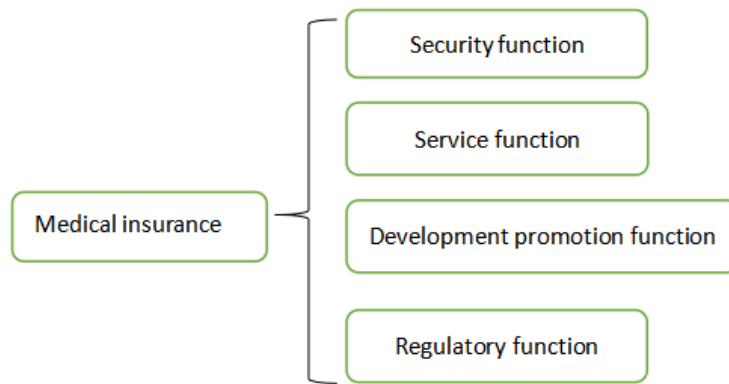 Security function
Service function
Medical insurance
Development promotion function
Regulatory function